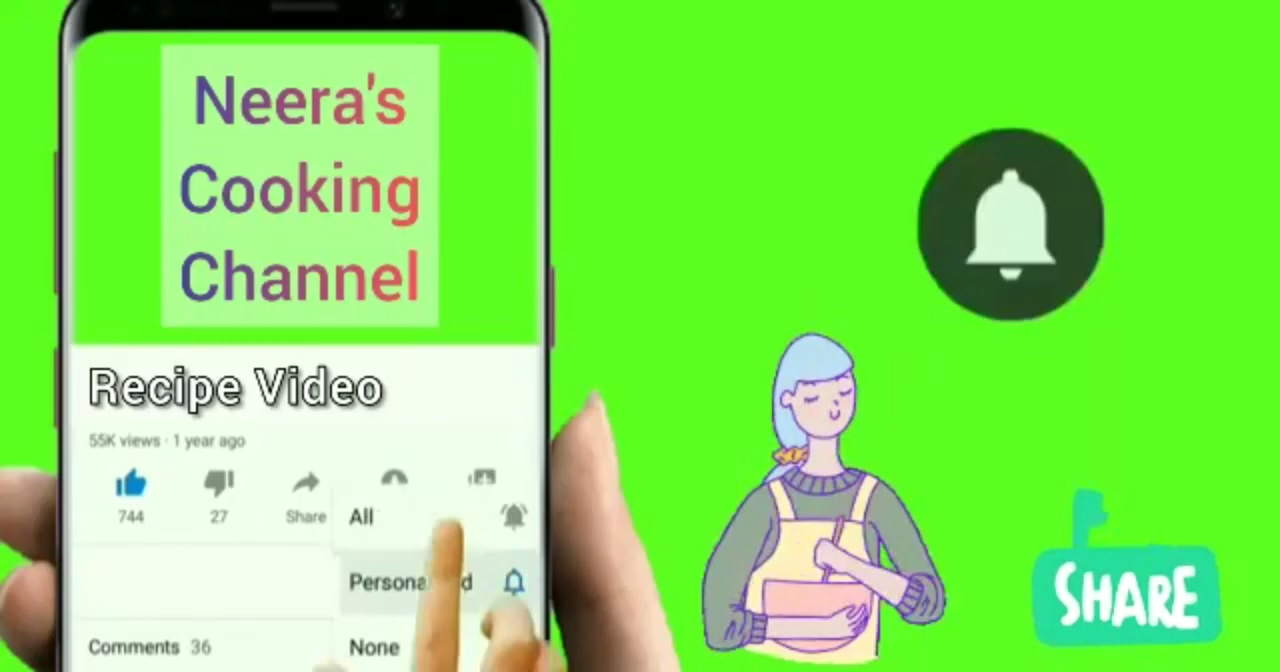 Neera's
Cooking
Channel
Recipe Video
55K views · 1 year ago
744
27
Share
All
None
Comments 36
SHARE